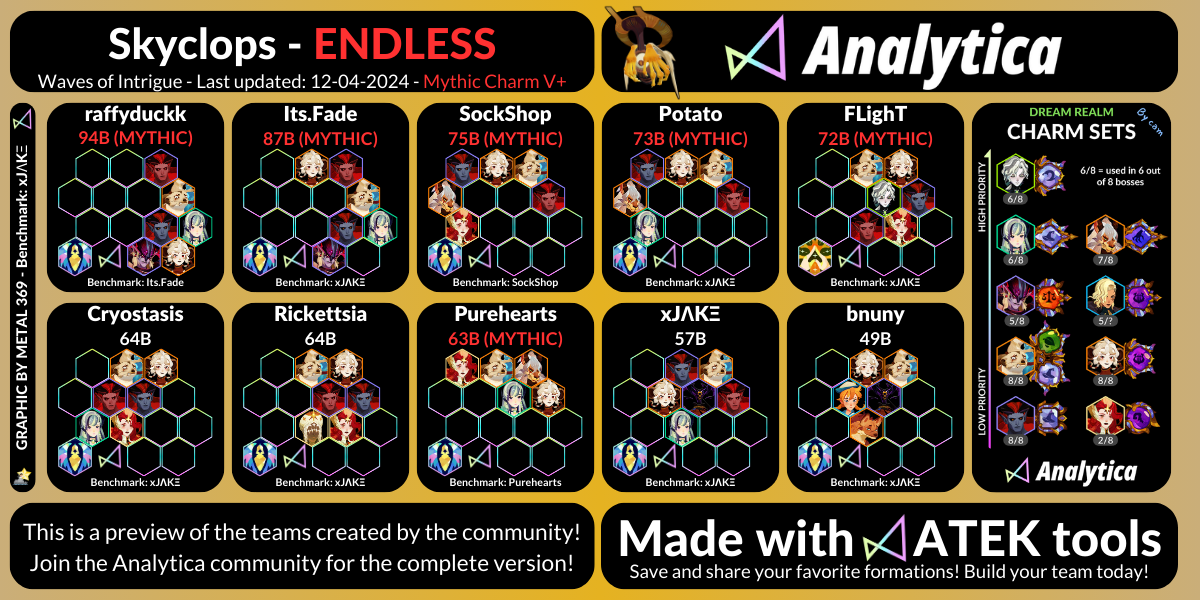 Skyclops - ENDLESS
Waves of Intrigue - Last updated: 12-04-2024 - Mythic Charm V+
Analytica
GRAPHIC BY METAL 369 - Benchmark: xJΛKΞ
raffyduckk
94B (MYTHIC)
Benchmark: Its.Fade
Its.Fade
87B (MYTHIC)
Benchmark: xJΛKΞ
SockShop
75B (MYTHIC)
Benchmark: SockShop
Potato
73B (MYTHIC)
Benchmark: xJΛKΞ
FLighT
72B (MYTHIC)
Benchmark: xJΛKΞ
Cryostasis
64B
Benchmark: xJΛKΞ
Rickettsia
64B
Benchmark: xJΛKΞ
Purehearts
63B (MYTHIC)
Benchmark: Purehearts
xJΛKΞ
57B
Benchmark: xJΛKΞ
bnuny
49B
Benchmark: xJΛKΞ
DREAM REALM
CHARM SETS
By cam
HIGH PRIORITY
LOW PRIORITY
6/8 = used in 6 out
of 8 bosses
6/8
6/8
7/8
5/8
5/?
8/8
8/8
8/8
2/8
Analytica
This is a preview of the teams created by the community!
Join the Analytica community for the complete version!
Made with ATEK tools
Save and share your favorite formations! Build your team today!